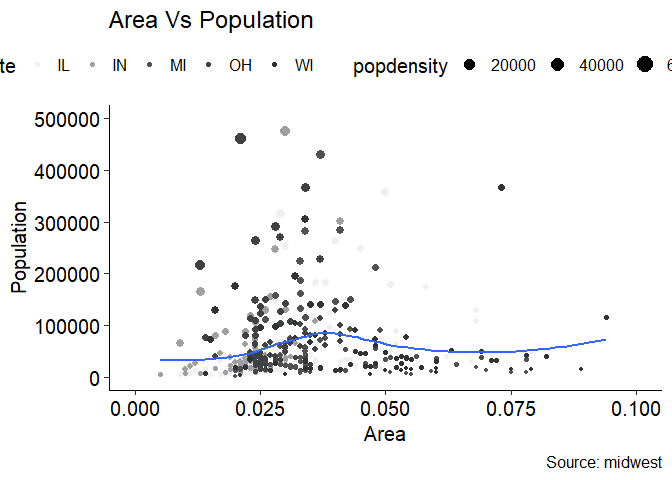 Area Vs Population
te IL IN MI OH WI popdensity 20000 40000 6
500000
400000
300000
200000
100000
0
Population
0.000 0.025 0.050 0.075 0.100
Area
Source: midwest